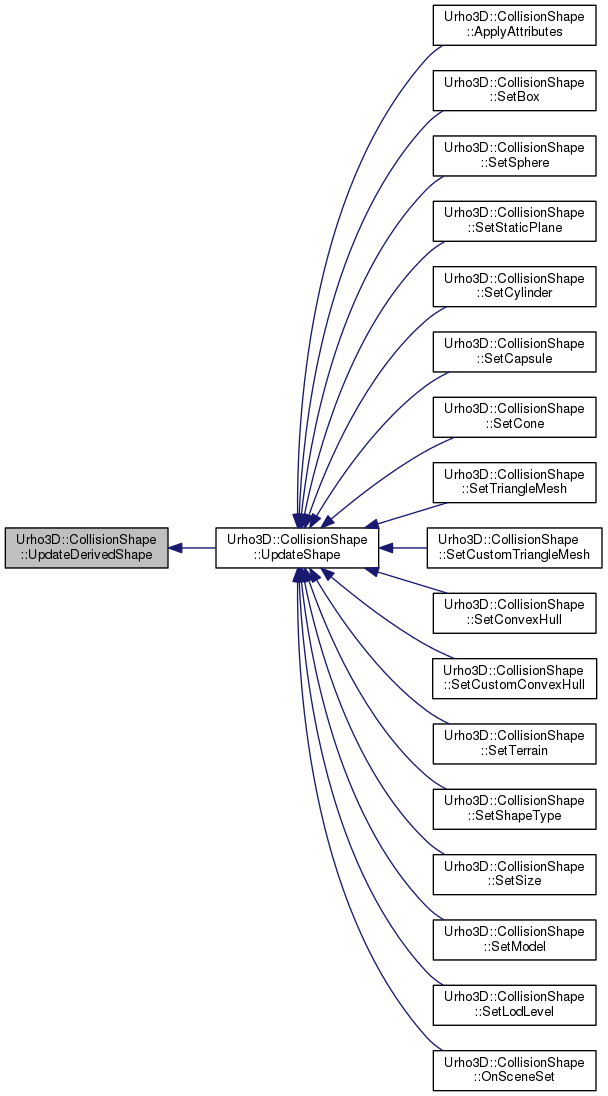 Urho3D::CollisionShape
::ApplyAttributes
Urho3D::CollisionShape
::SetBox
Urho3D::CollisionShape
::SetSphere
Urho3D::CollisionShape
::SetStaticPlane
Urho3D::CollisionShape
::SetCylinder
Urho3D::CollisionShape
::SetCapsule
Urho3D::CollisionShape
::SetCone
Urho3D::CollisionShape
::SetTriangleMesh
Urho3D::CollisionShape
::UpdateDerivedShape
Urho3D::CollisionShape
::UpdateShape
Urho3D::CollisionShape
::SetCustomTriangleMesh
Urho3D::CollisionShape
::SetConvexHull
Urho3D::CollisionShape
::SetCustomConvexHull
Urho3D::CollisionShape
::SetTerrain
Urho3D::CollisionShape
::SetShapeType
Urho3D::CollisionShape
::SetSize
Urho3D::CollisionShape
::SetModel
Urho3D::CollisionShape
::SetLodLevel
Urho3D::CollisionShape
::OnSceneSet